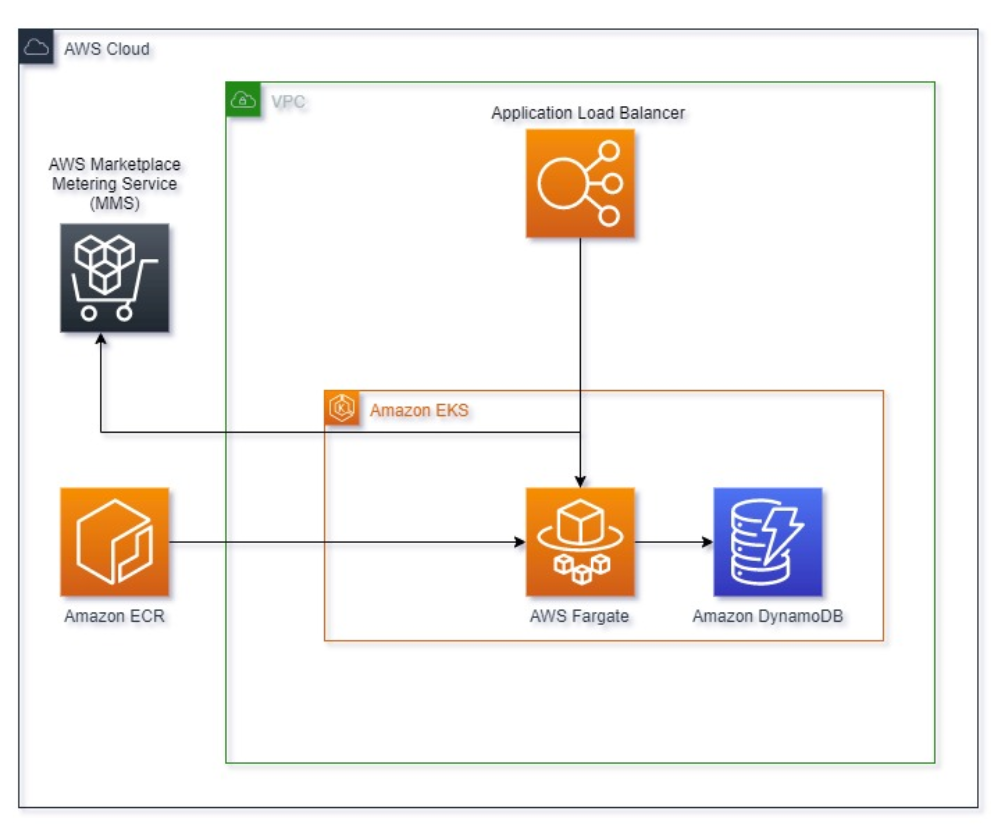 AWS Cloud
VPC
Application Load Balancer
AWS Marketplace
Metering Service
(MMS)
Amazon EKS
Amazon ECR
AWS Fargate
Amazon DynamoDB